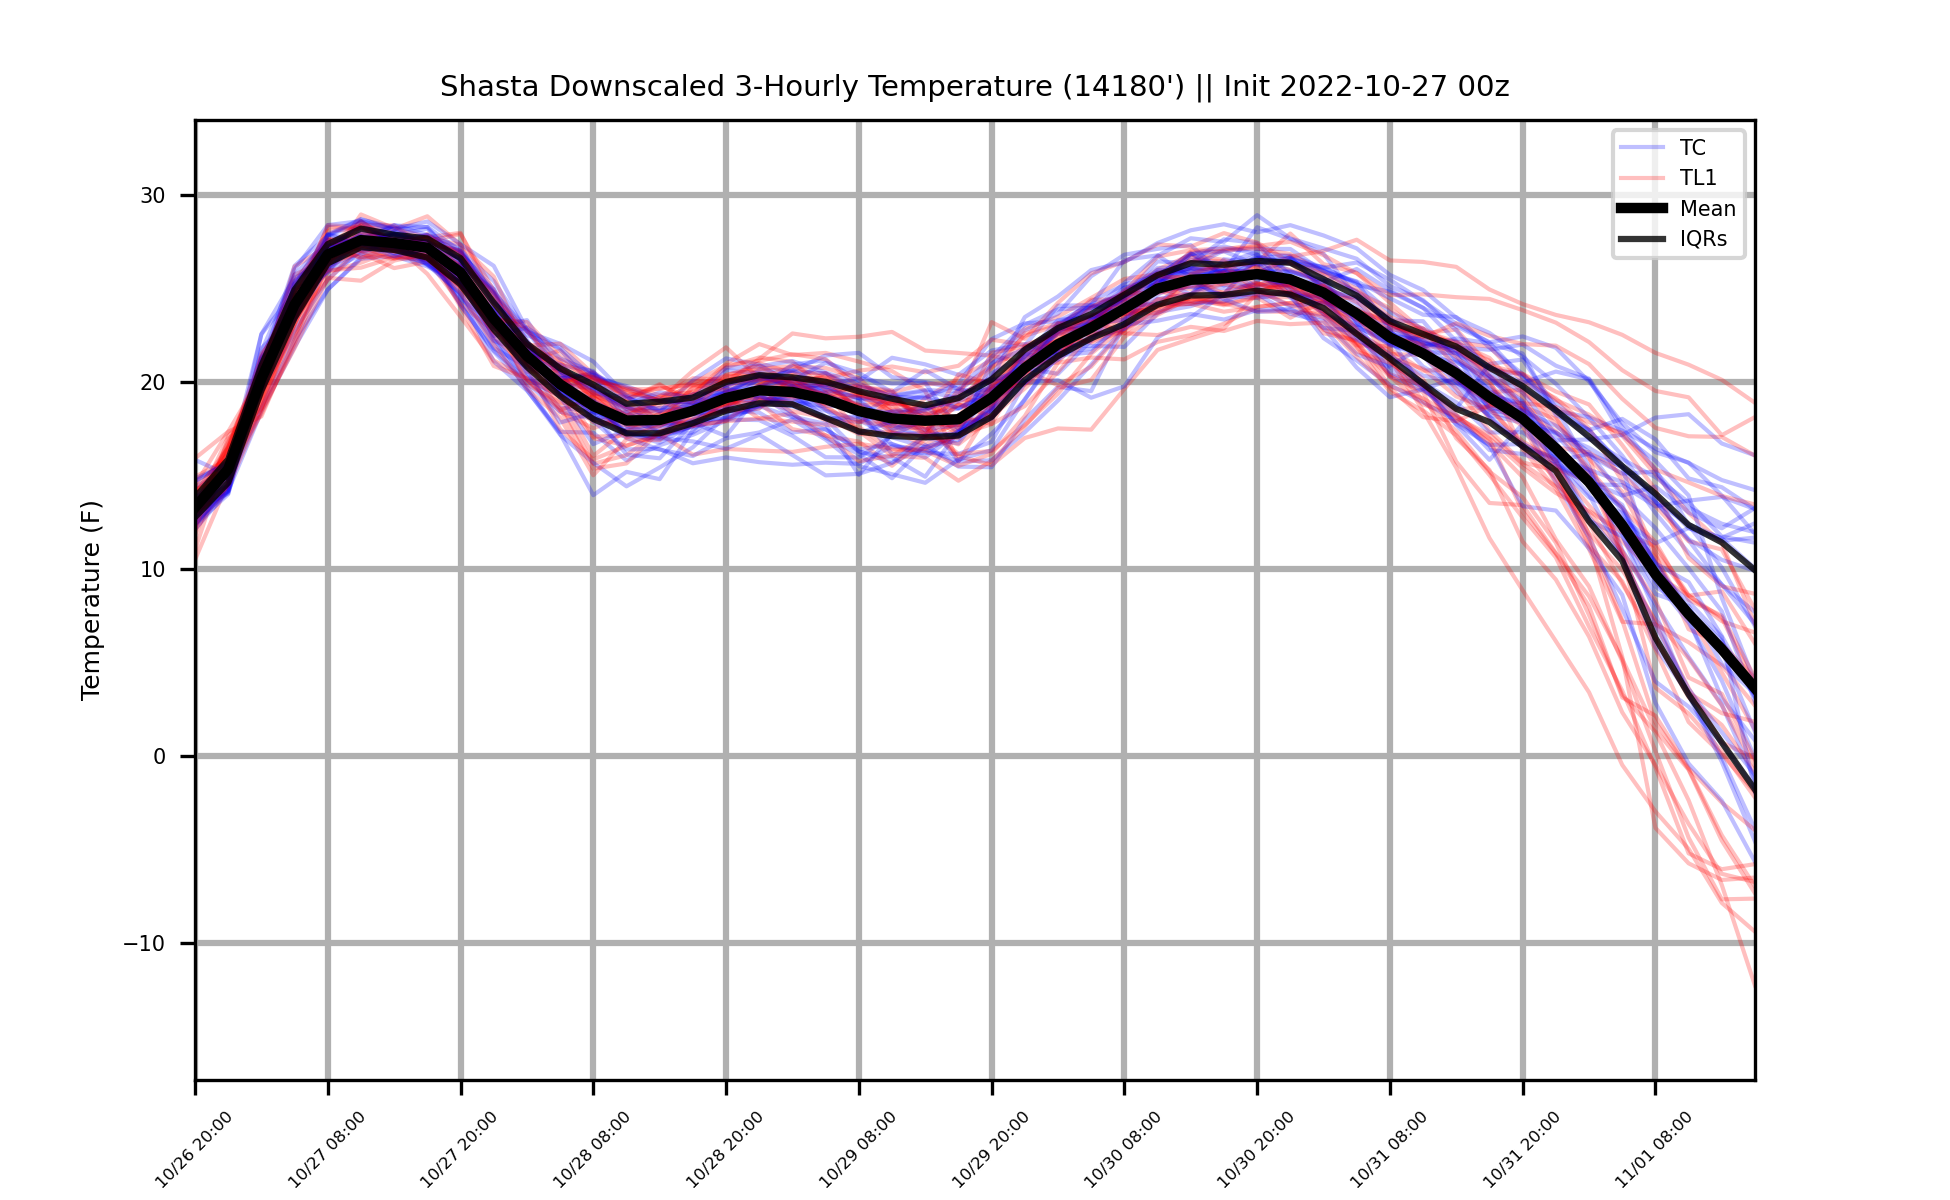 Shasta Downscaled 3-Hourly Temperature (14180') || Init 2022-10-27 00z
TC
TL1
Mean
IQRs
Temperature (F)
30
20
10
0
−10
10/26 20:00
10/27 08:00
10/27 20:00
10/28 08:00
10/28 20:00
10/29 08:00
10/29 20:00
10/30 08:00
10/30 20:00
10/31 08:00
10/31 20:00
11/01 08:00